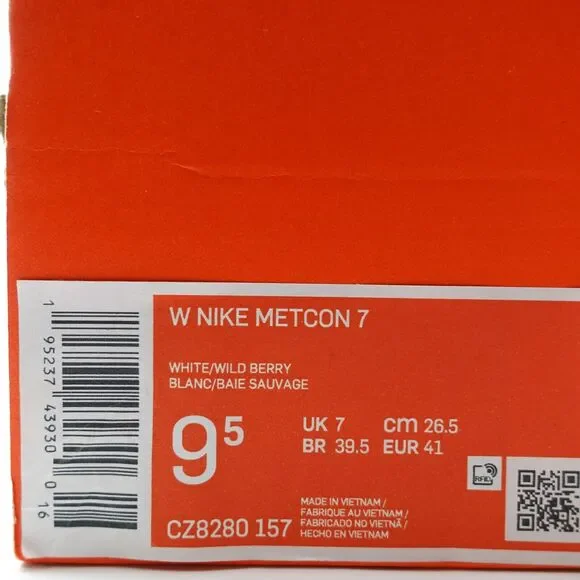 W NIKE METCON 7
WHITE/WILD BERRY
BLANC/BAIE SAUVAGE
9⁵
UK 7 CM 26.5
BR 39.5 EUR 41
MADE IN VIETNAM/
FABRIQUE AU VIETNAM/
FABRICADO NO VIETNÃ/
HECHO EN VIETNAM
CZ8280 157
RFID
1 95237 43930 0 16